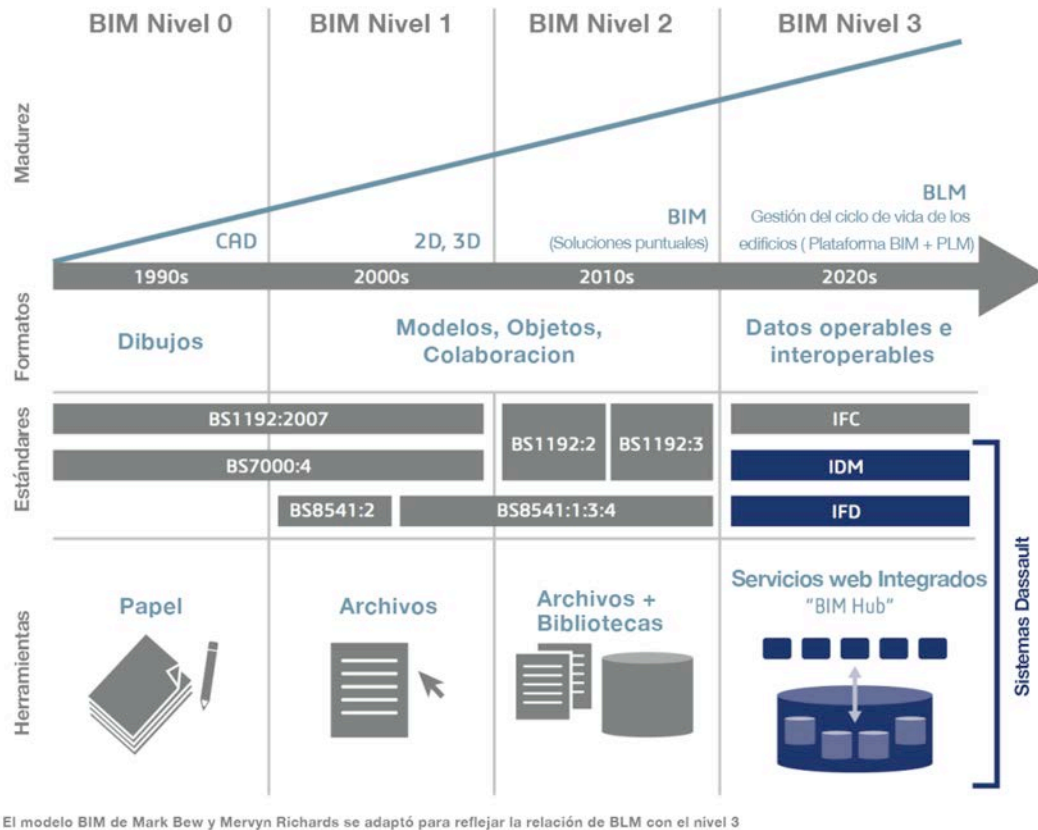 BIM Nivel 0
BIM Nivel 1
BIM Nivel 2
BIM Nivel 3
Madurez
CAD
2D, 3D
BIM
(Soluciones puntuales)
BLM
Gestión del ciclo de vida de los
edificios ( Plataforma BIM + PLM)
1990s
2000s
2010s
2020s
Formatos
Dibujos
Modelos, Objetos,
Colaboracion
Datos operables e
interoperables
Estándares
BS1192:2007
BS7000:4
BS8541:2
BS1192:2
BS1192:3
BS8541:1:3:4
IFC
IDM
IFD
Herramientas
Papel
Archivos
Archivos +
Bibliotecas
Servicios web Integrados
"BIM Hub"
Sistemas Dassault
El modelo BIM de Mark Bew y Mervyn Richards se adaptó para reflejar la relación de BLM con el nivel 3